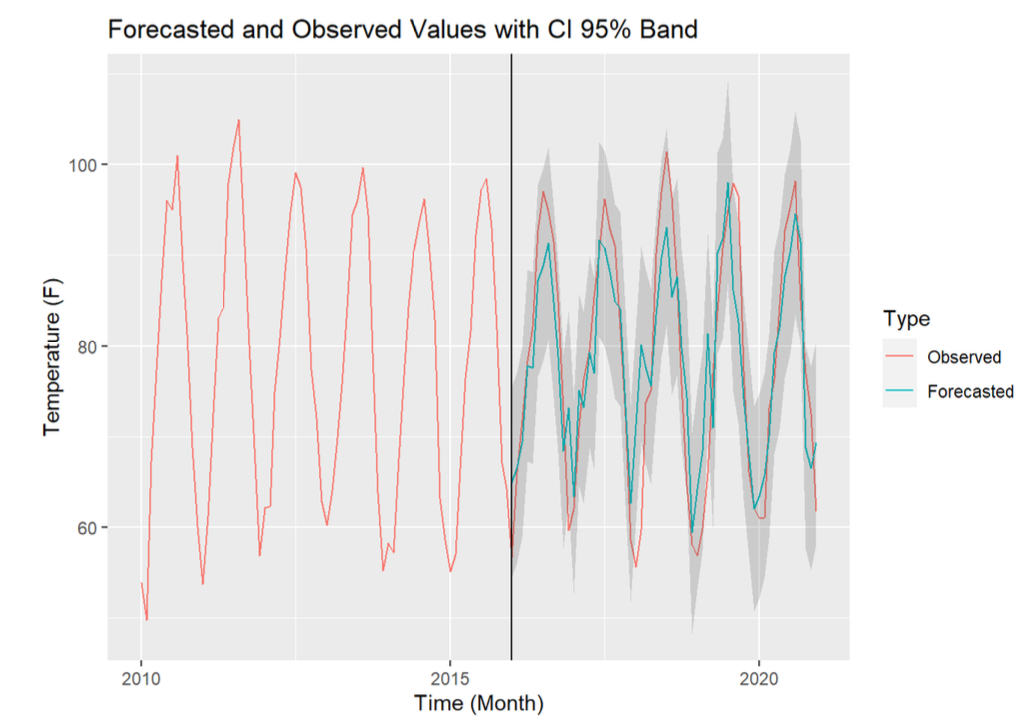 Forecasted and Observed Values with CI 95% Band
Temperature (F)
100
80
60
2010
2015
2020
Time (Month)
Type
Observed
Forecasted